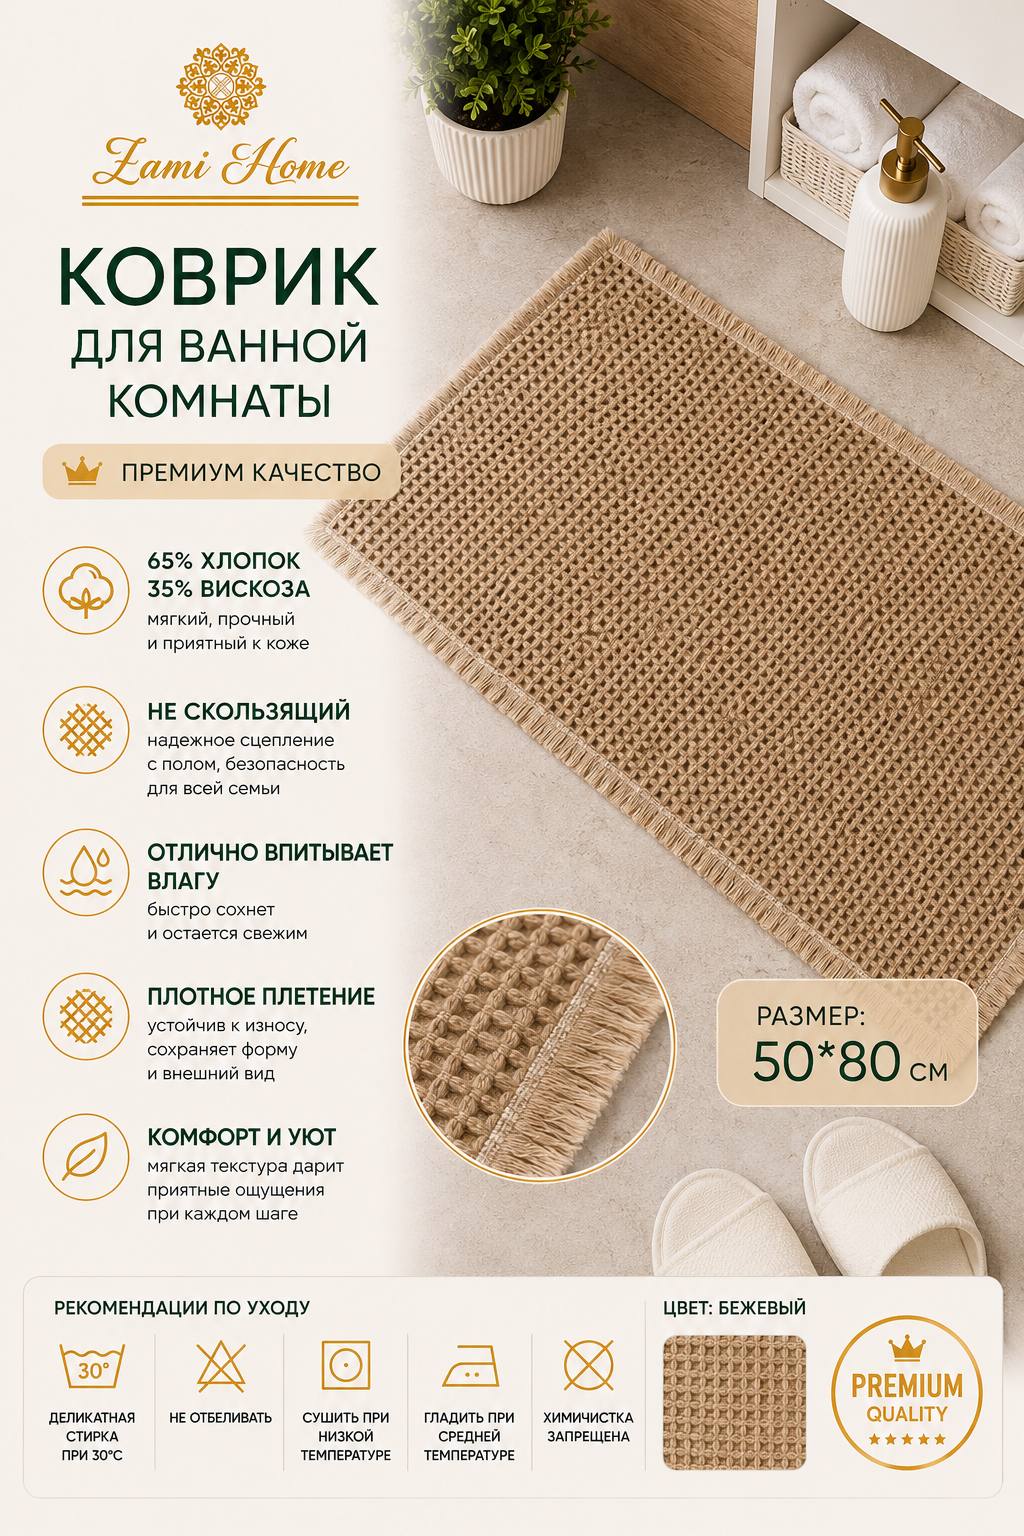 Zami Home
КОВРИК
ДЛЯ ВАННОЙ
КОМНАТЫ
ПРЕМИУМ КАЧЕСТВО
65% ХЛОПОК
35% ВИСКОЗА
мягкий, прочный
и приятный к коже
НЕ СКОЛЬЗЯЩИЙ
надежное сцепление
с полом, безопасность
для всей семьи
ОТЛИЧНО ВПИТЫВАЕТ
ВЛАГУ
быстро сохнет
и остается свежим
ПЛОТНОЕ ПЛЕТЕНИЕ
устойчив к износу,
сохраняет форму
и внешний вид
КОМФОРТ И УЮТ
мягкая текстура дарит
приятные ощущения
при каждом шаге
РАЗМЕР:
50*80 СМ
РЕКОМЕНДАЦИИ ПО УХОДУ
30°
ДЕЛИКАТНАЯ
СТИРКА
ПРИ 30°C
НЕ ОТБЕЛИВАТЬ
СУШИТЬ ПРИ
НИЗКОЙ
ТЕМПЕРАТУРЕ
ГЛАДИТЬ ПРИ
СРЕДНЕЙ
ТЕМПЕРАТУРЕ
ХИМИЧИСТКА
ЗАПРЕЩЕНА
ЦВЕТ: БЕЖЕВЫЙ
PREMIUM
QUALITY